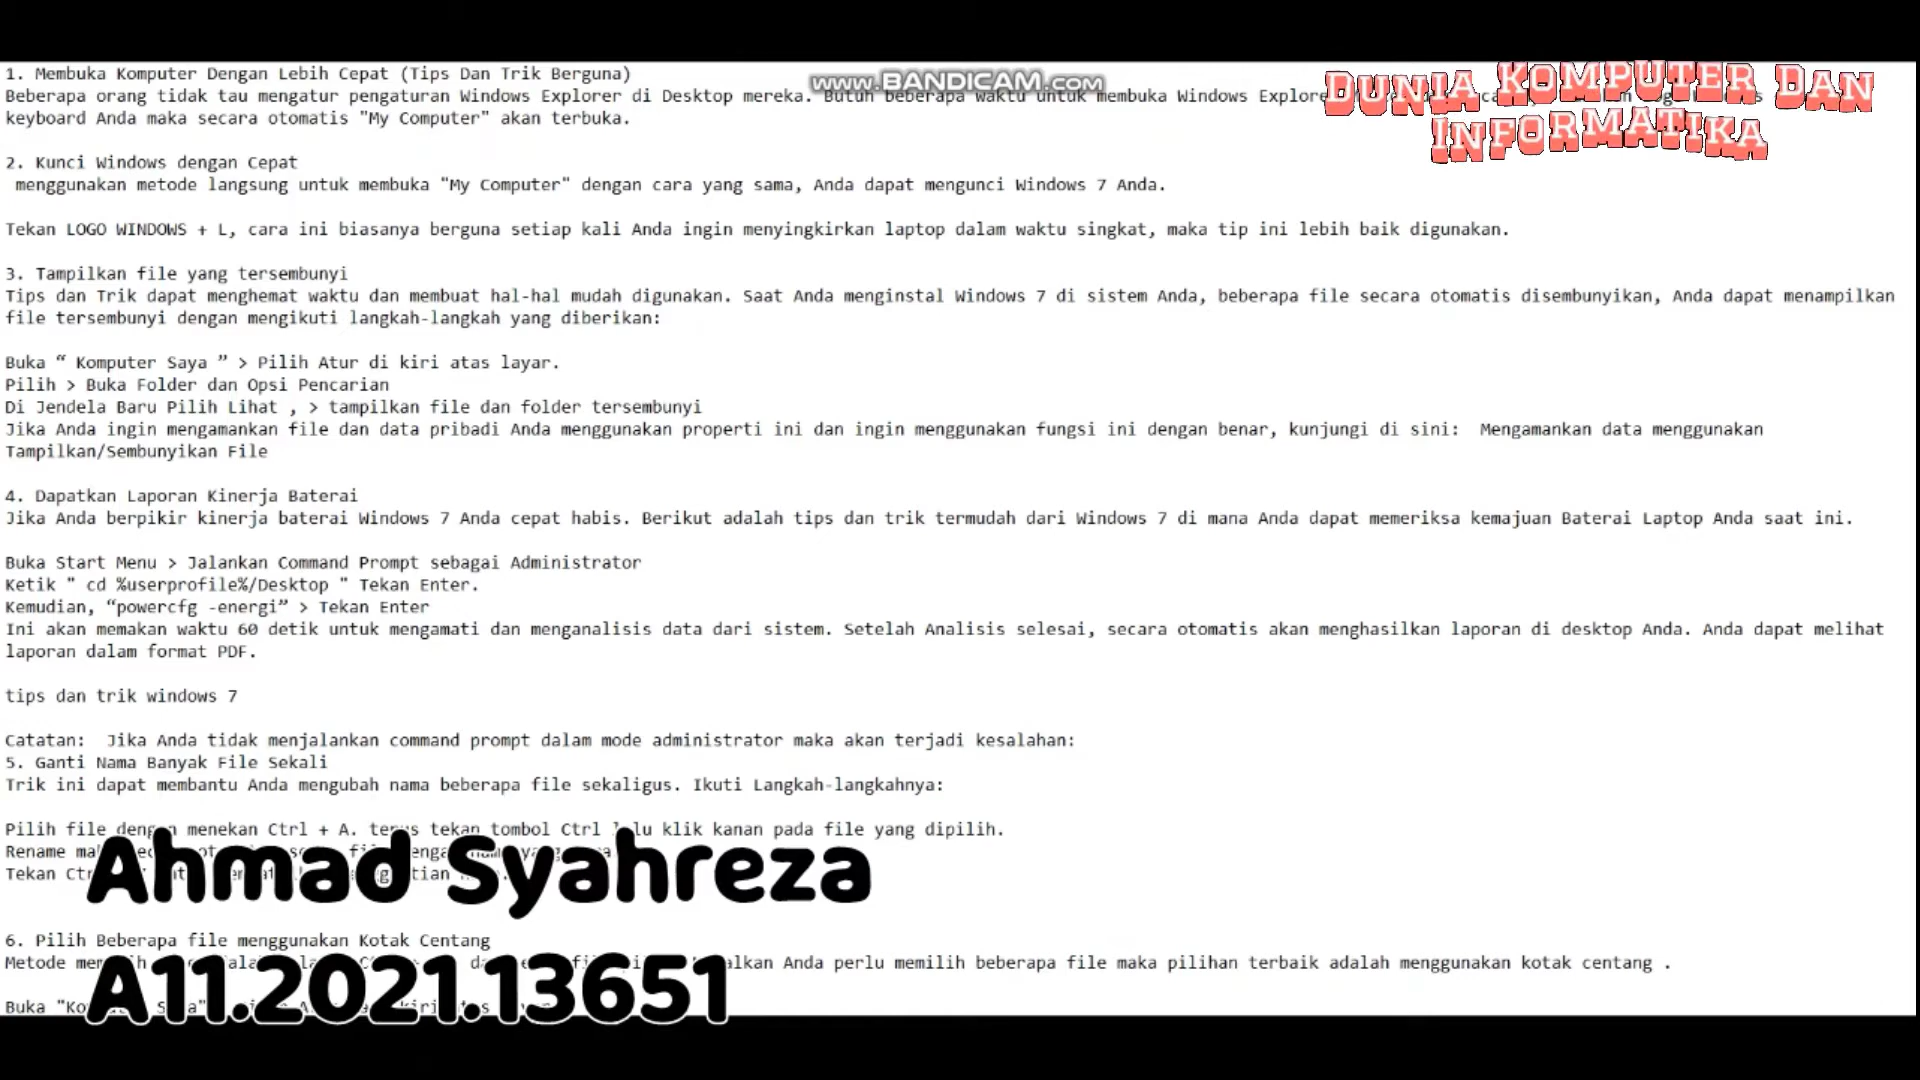 1. Membuka Komputer Dengan Lebih Cepat (Tips Dan Trik Berguna)
www.BANDICAM.com
DUNIA KOMPUTER DAN
INFORMATIKA
Beberapa orang tidak tau mengatur pengaturan Windows Explorer di Desktop mereka. Butuh beberapa waktu untuk membuka Windows
keyboard Anda maka secara otomatis "My Computer" akan terbuka.
2. Kunci Windows dengan Cepat
menggunakan metode langsung untuk membuka "My Computer" dengan cara yang sama, Anda dapat mengunci Windows 7 Anda.
Tekan LOGO WINDOWS + L, cara ini biasanya berguna setiap kali Anda ingin menyingkirkan laptop dalam waktu singkat, maka tip ini lebih baik digunakan.
3. Tampilkan file yang tersembunyi
Tips dan Trik dapat menghemat waktu dan membuat hal-hal mudah digunakan. Saat Anda menginstal Windows 7 di sistem Anda, beberapa file secara otomatis disembunyikan, Anda dapat menampilkan
file tersembunyi dengan mengikuti langkah-langkah yang diberikan:
Buka “ Komputer Saya ” > Pilih Atur di kiri atas layar.
Pilih > Buka Folder dan Opsi Pencarian
Di Jendela Baru Pilih Lihat , > tampilkan file dan folder tersembunyi
Jika Anda ingin mengamankan file dan data pribadi Anda menggunakan properti ini dan ingin menggunakan fungsi ini dengan benar, kunjungi di sini:  Mengamankan data menggunakan
Tampilkan/Sembunyikan File
4. Dapatkan Laporan Kinerja Baterai
Jika Anda berpikir kinerja baterai Windows 7 Anda cepat habis. Berikut adalah tips dan trik termudah dari Windows 7 di mana Anda dapat memeriksa kemajuan Baterai Laptop Anda saat ini.
Buka Start Menu > Jalankan Command Prompt sebagai Administrator
Ketik " cd %userprofile%/Desktop " Tekan Enter.
Kemudian, “powercfg -energi” > Tekan Enter
Ini akan memakan waktu 60 detik untuk mengamati dan menganalisis data dari sistem. Setelah Analisis selesai, secara otomatis akan menghasilkan laporan di desktop Anda. Anda dapat melihat
laporan dalam format PDF.
tips dan trik windows 7
Catatan:  Jika Anda tidak menjalankan command prompt dalam mode administrator maka akan terjadi kesalahan:
5. Ganti Nama Banyak File Sekali
Trik ini dapat membantu Anda mengubah nama beberapa file sekaligus. Ikuti Langkah-langkahnya:
Pilih file dengan menekan Ctrl + A. terus tekan tombol Ctrl lalu klik kanan pada file yang dipilih.
Rename
Tekan
Ahmad Syahreza
6. Pilih Beberapa file menggunakan Kotak Centang
Metode Anda perlu memilih beberapa file maka pilihan terbaik adalah menggunakan kotak centang .
Buka
A11.2021.13651